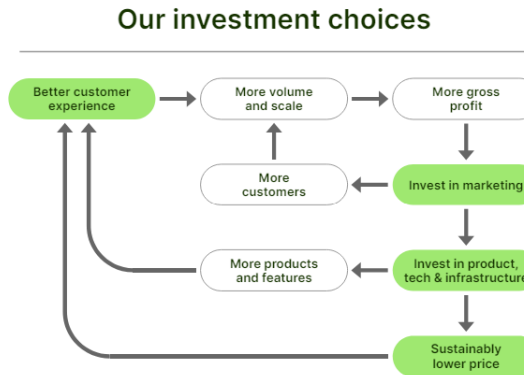 Our investment choices
Better customer
experience
More volume
and scale
More gross
profit
More
customers
Invest in marketing
More products
and features
Invest in product,
tech & infrastructure
Sustainably
lower price